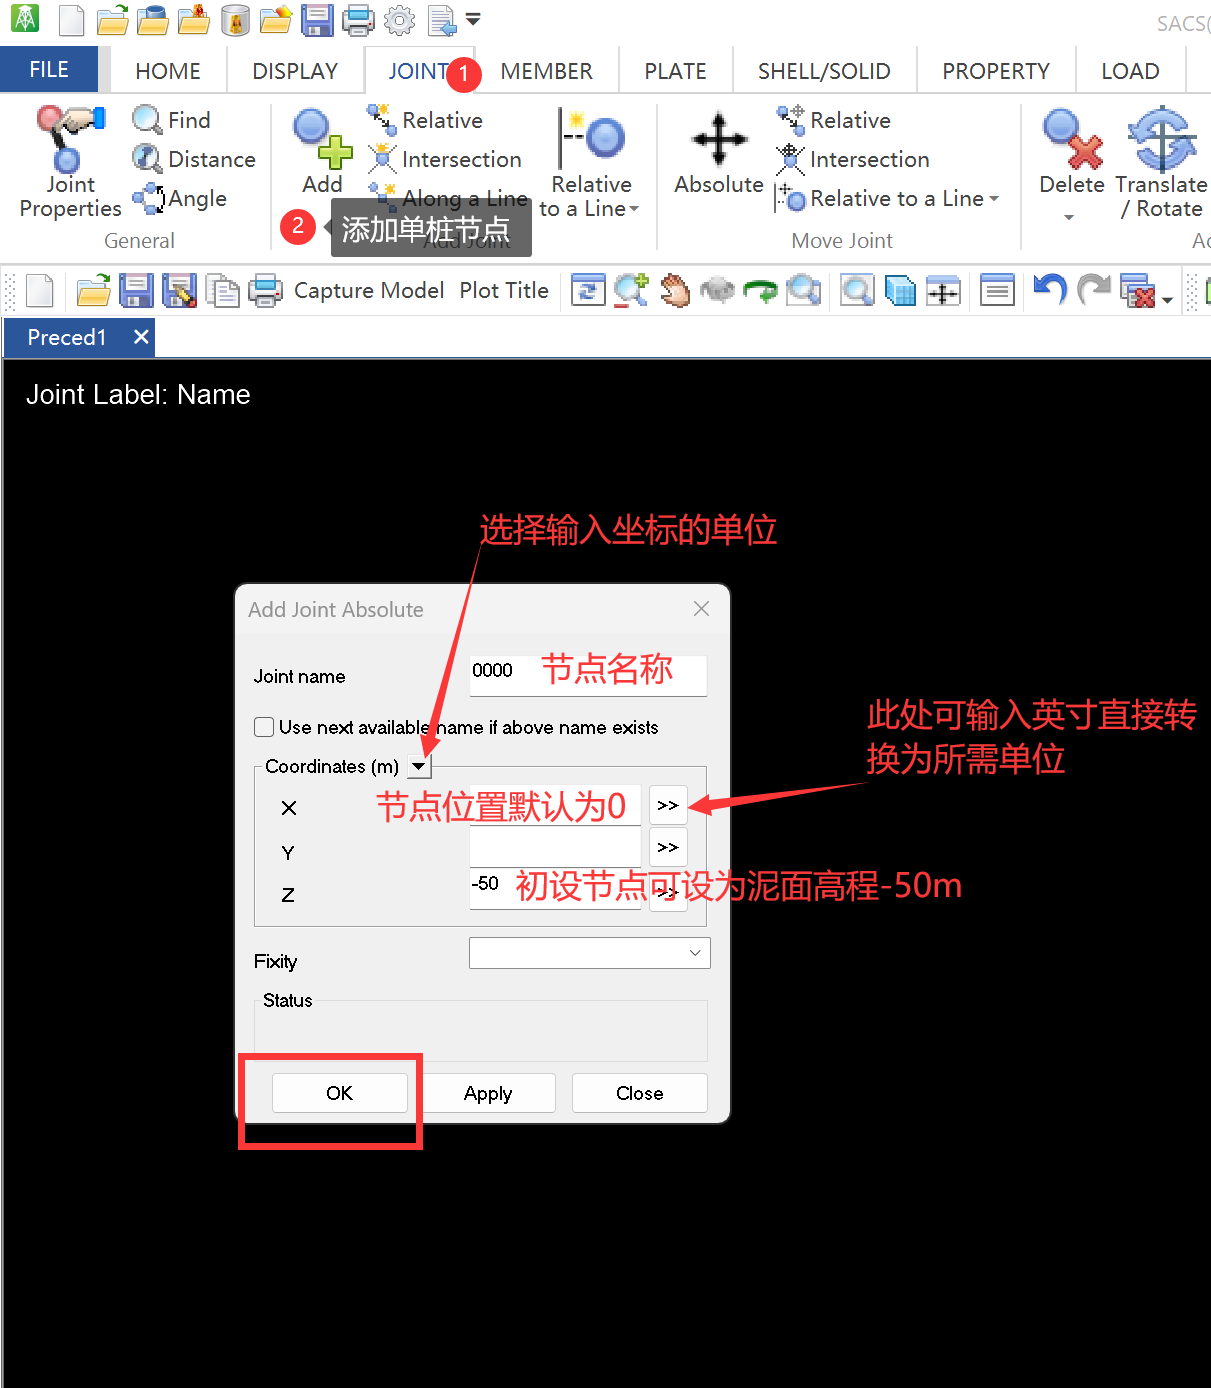 SACS(
FILE
HOME
DISPLAY
JOINT
1
MEMBER
PLATE
SHELL/SOLID
PROPERTY
LOAD
Joint
Properties
Find
Distance
Angle
General
Add
Relative
Intersection
Along a Line
Relative
to a Line
2
添加单桩节点
Absolute
Relative
Intersection
Relative to a Line
Move Joint
Delete
Translate
/ Rotate
Capture Model
Plot Title
Preced1
Joint Label: Name
选择输入坐标的单位
Add Joint Absolute
Joint name
0000
节点名称
Use next available name if above name exists
Coordinates (m)
此处可输入英寸直接转
换为所需单位
X
节点位置默认为0
>>
Y
>>
Z
-50
初设节点可设为泥面高程-50m
>>
Fixity
Status
OK
Apply
Close